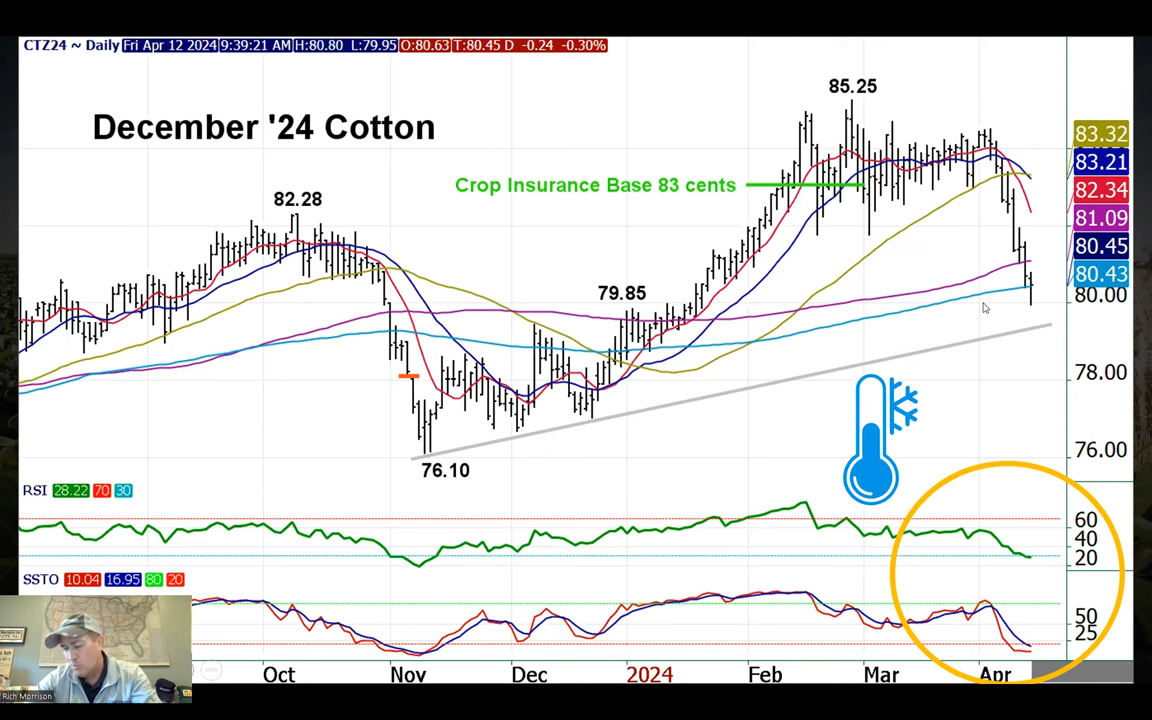 CTZ24 ~ Daily Fri Apr 12 2024 9:39:21 AM H:80.80 L:79.95 O:80.63 T:80.45 D -0.24 -0.30%
85.25
December '24 Cotton
83.32
83.21
Crop Insurance Base 83 cents
82.34
82.28
81.09
80.45
80.43
79.85
80.00
78.00
76.00
76.10
RSI 28.22 70 30
60
40
20
SSTO 10.04 16.95 80 20
50
25
Oct Nov Dec 2024 Feb Mar Apr
Rich Morrison